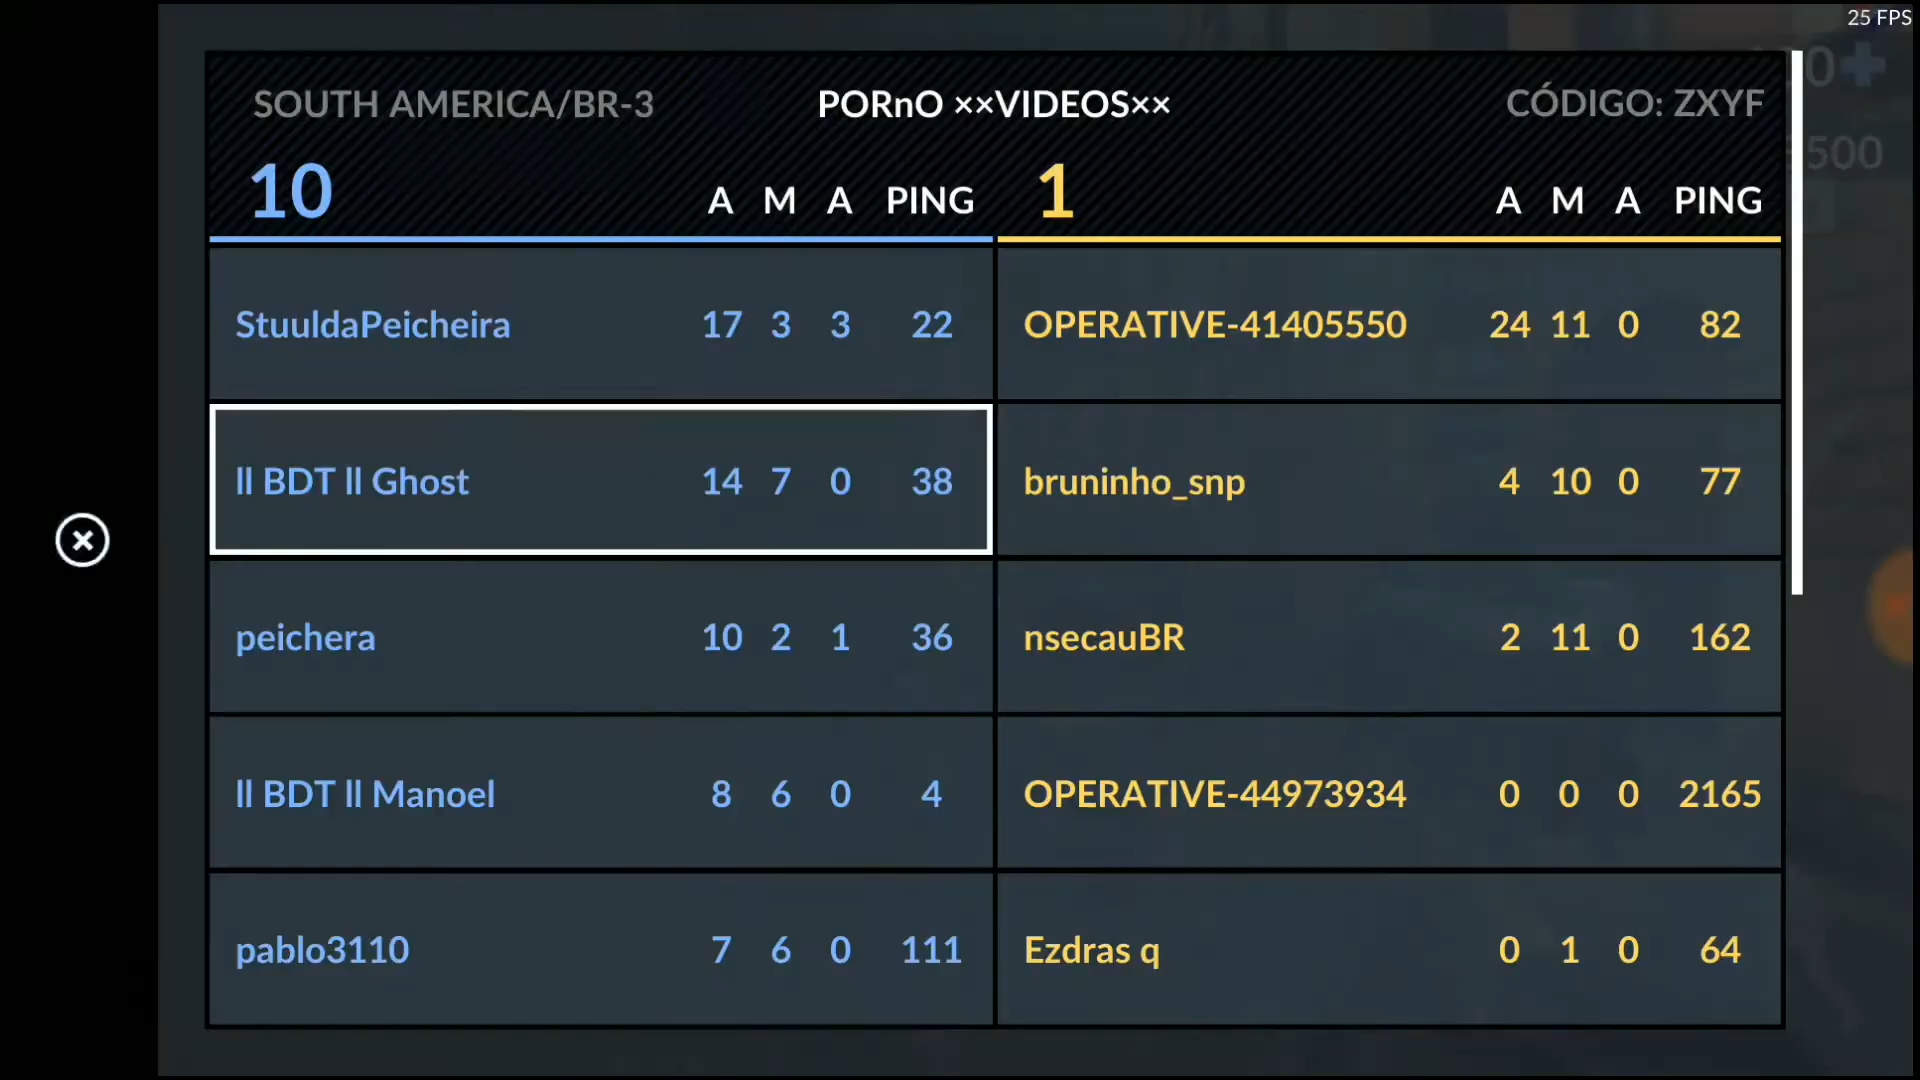 25 FPS
SOUTH AMERICA/BR-3 PORnO ××VIDEOS×× CÓDIGO: ZXYF
500
10 A M A PING 1 A M A PING
StuuldaPeicheira 17 3 3 22 OPERATIVE-41405550 24 11 0 82
ll BDT ll Ghost 14 7 0 38 bruninho_snp 4 10 0 77
peichera 10 2 1 36 nsecauBR 2 11 0 162
ll BDT ll Manoel 8 6 0 4 OPERATIVE-44973934 0 0 0 2165
pablo3110 7 6 0 111 Ezdras q 0 1 0 64